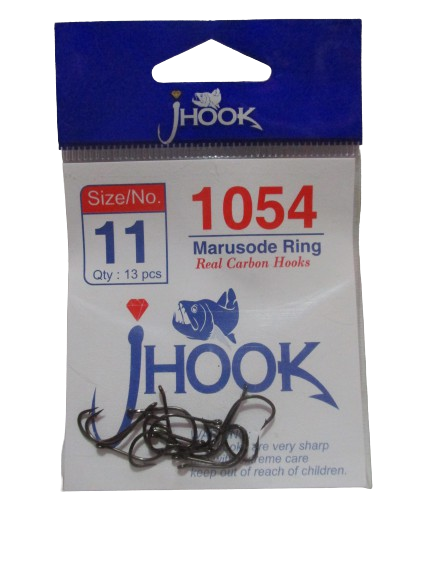 jHOOK
Size/No.
11
Qty : 13 pcs
1054
Marusode Ring
Real Carbon Hooks
jHOOK
are very sharp
care
keep out of reach of children.